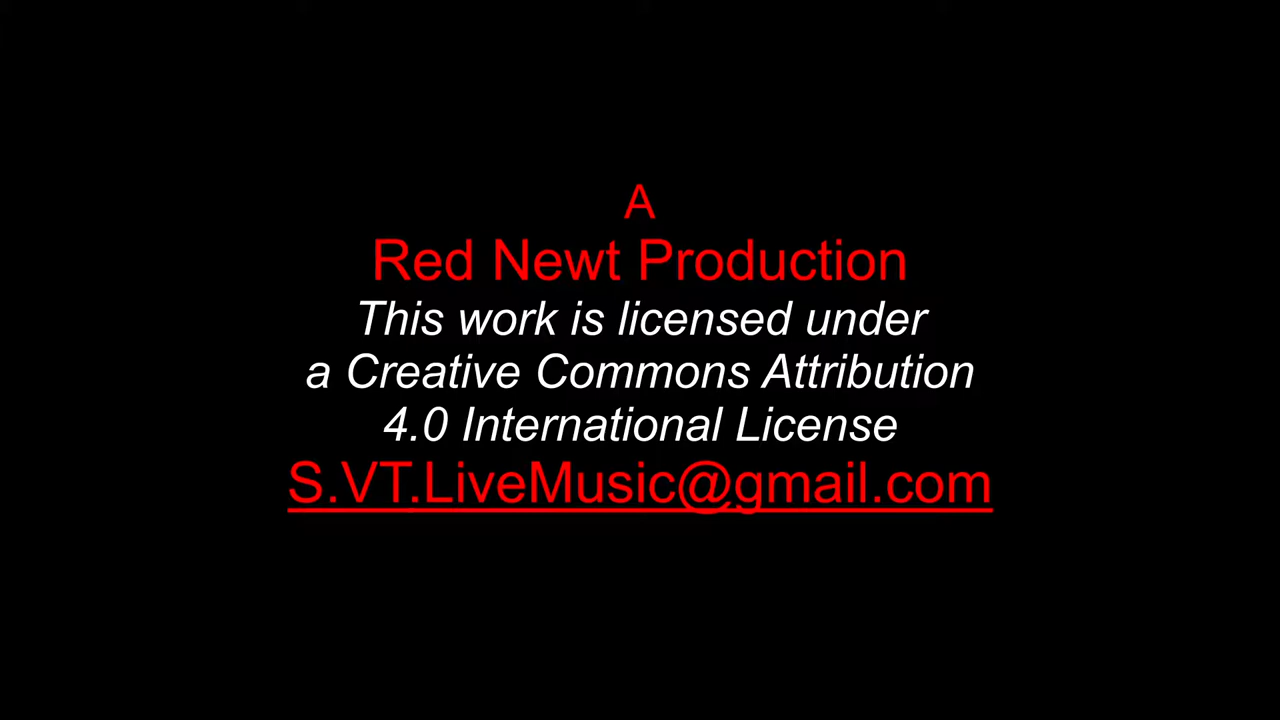 A
Red Newt Production
This work is licensed under
a Creative Commons Attribution
4.0 International License
S.VT.LiveMusic@gmail.com